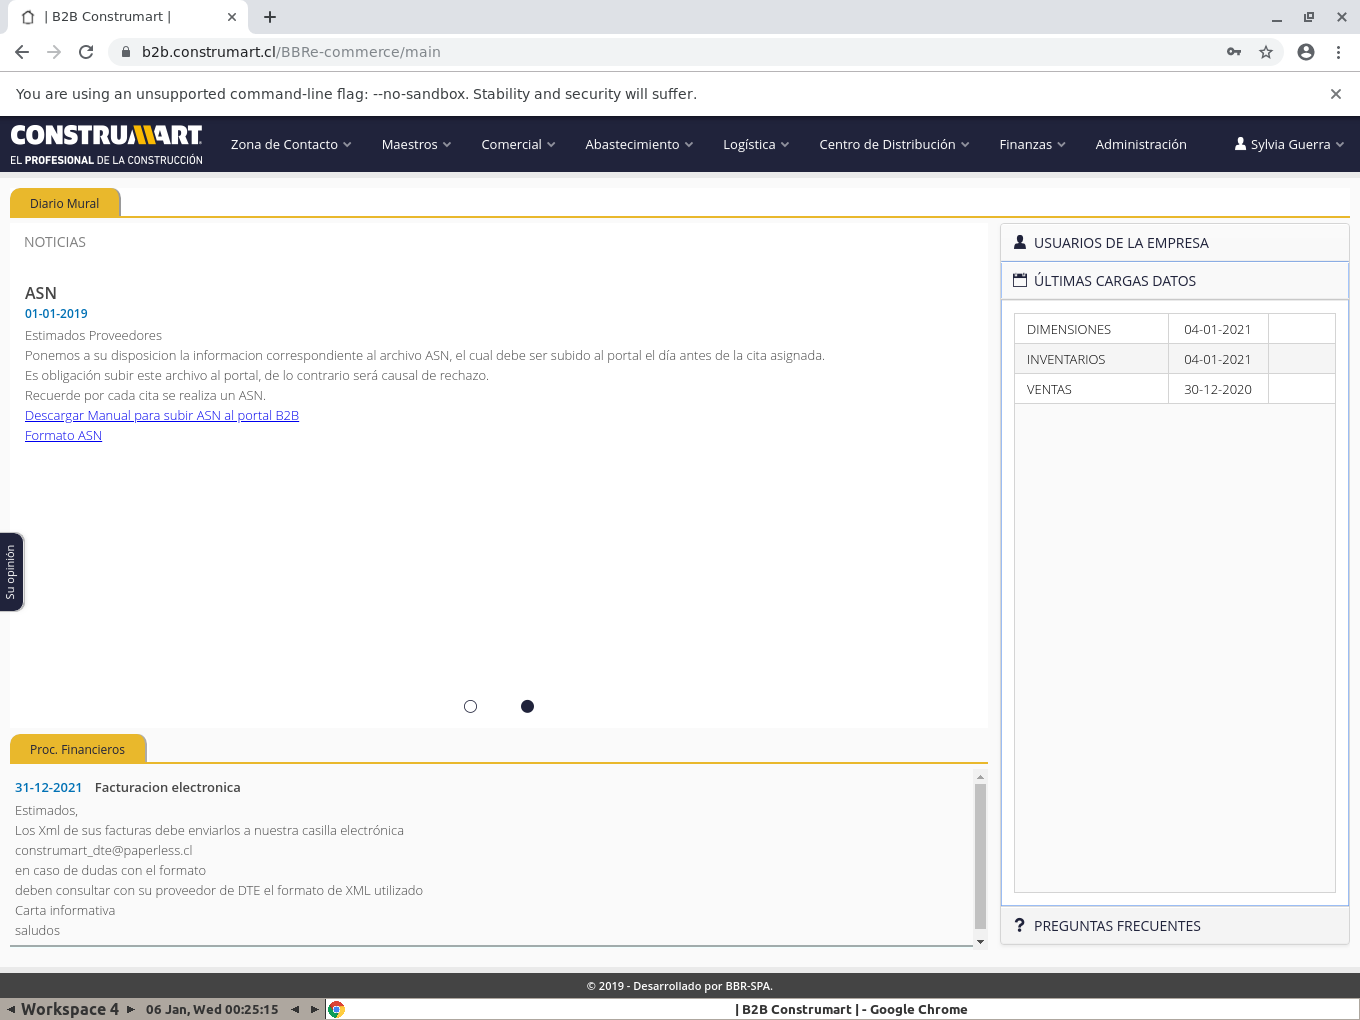 | B2B Construmart |
b2b.construmart.cl/BBRe-commerce/main
You are using an unsupported command-line flag: --no-sandbox. Stability and security will suffer.
CONSTRUMART
EL PROFESIONAL DE LA CONSTRUCCIÓN
Zona de Contacto Maestros Comercial Abastecimiento Logística Centro de Distribución Finanzas Administración Sylvia Guerra
Diario Mural
NOTICIAS
ASN
01-01-2019
Estimados Proveedores
Ponemos a su disposicion la informacion correspondiente al archivo ASN, el cual debe ser subido al portal el día antes de la cita asignada.
Es obligación subir este archivo al portal, de lo contrario será causal de rechazo.
Recuerde por cada cita se realiza un ASN.
Descargar Manual para subir ASN al portal B2B
Formato ASN
Su opinión
USUARIOS DE LA EMPRESA
ÚLTIMAS CARGAS DATOS
DIMENSIONES 04-01-2021
INVENTARIOS 04-01-2021
VENTAS 30-12-2020
PREGUNTAS FRECUENTES
Proc. Financieros
31-12-2021 Facturacion electronica
Estimados,
Los Xml de sus facturas debe enviarlos a nuestra casilla electrónica
construmart_dte@paperless.cl
en caso de dudas con el formato
deben consultar con su proveedor de DTE el formato de XML utilizado
Carta informativa
saludos
© 2019 - Desarrollado por BBR-SPA.
Workspace 4 06 Jan, Wed 00:25:15 | B2B Construmart | - Google Chrome